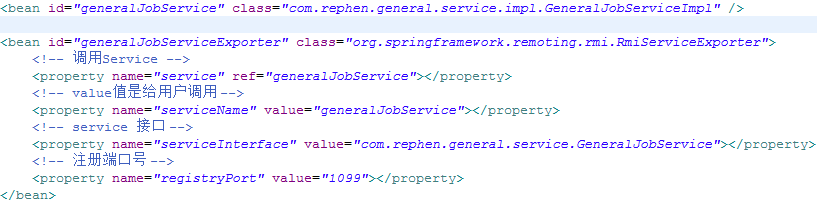 <bean id="generalJobService" class="com.rephen.general.service.impl.GeneralJobServiceImpl" />
<bean id="generalJobServiceExporter" class="org.springframework.remoting.rmi.RmiServiceExporter">
<!-- 调用Service -->
<property name="service" ref="generalJobService"></property>
<!-- value值是给用户调用 -->
<property name="serviceName" value="generalJobService"></property>
<!-- service 接口 -->
<property name="serviceInterface" value="com.rephen.general.service.GeneralJobService"></property>
<!-- 注册端口号 -->
<property name="registryPort" value="1099"></property>
</bean>